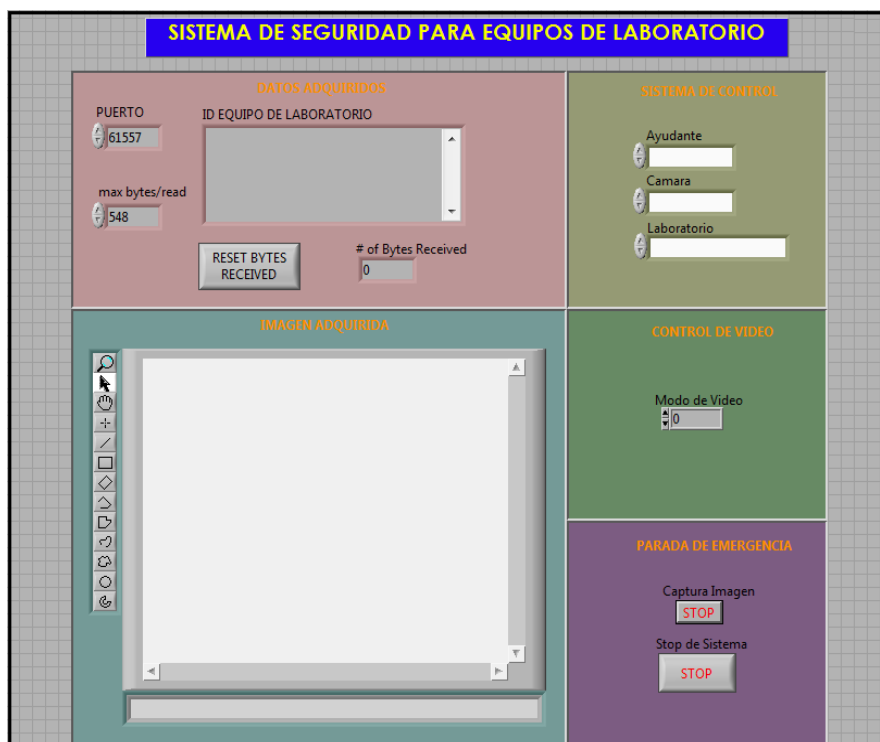 SISTEMA DE SEGURIDAD PARA EQUIPOS DE LABORATORIO
DATOS ADQUIRIDOS
PUERTO
61557
ID EQUIPO DE LABORATORIO
max bytes/read
548
RESET BYTES
RECEIVED
# of Bytes Received
0
SISTEMA DE CONTROL
Ayudante
Camara
Laboratorio
IMAGEN ADQUIRIDA
CONTROL DE VIDEO
Modo de Video
0
PARADA DE EMERGENCIA
Captura Imagen
STOP
Stop de Sistema
STOP